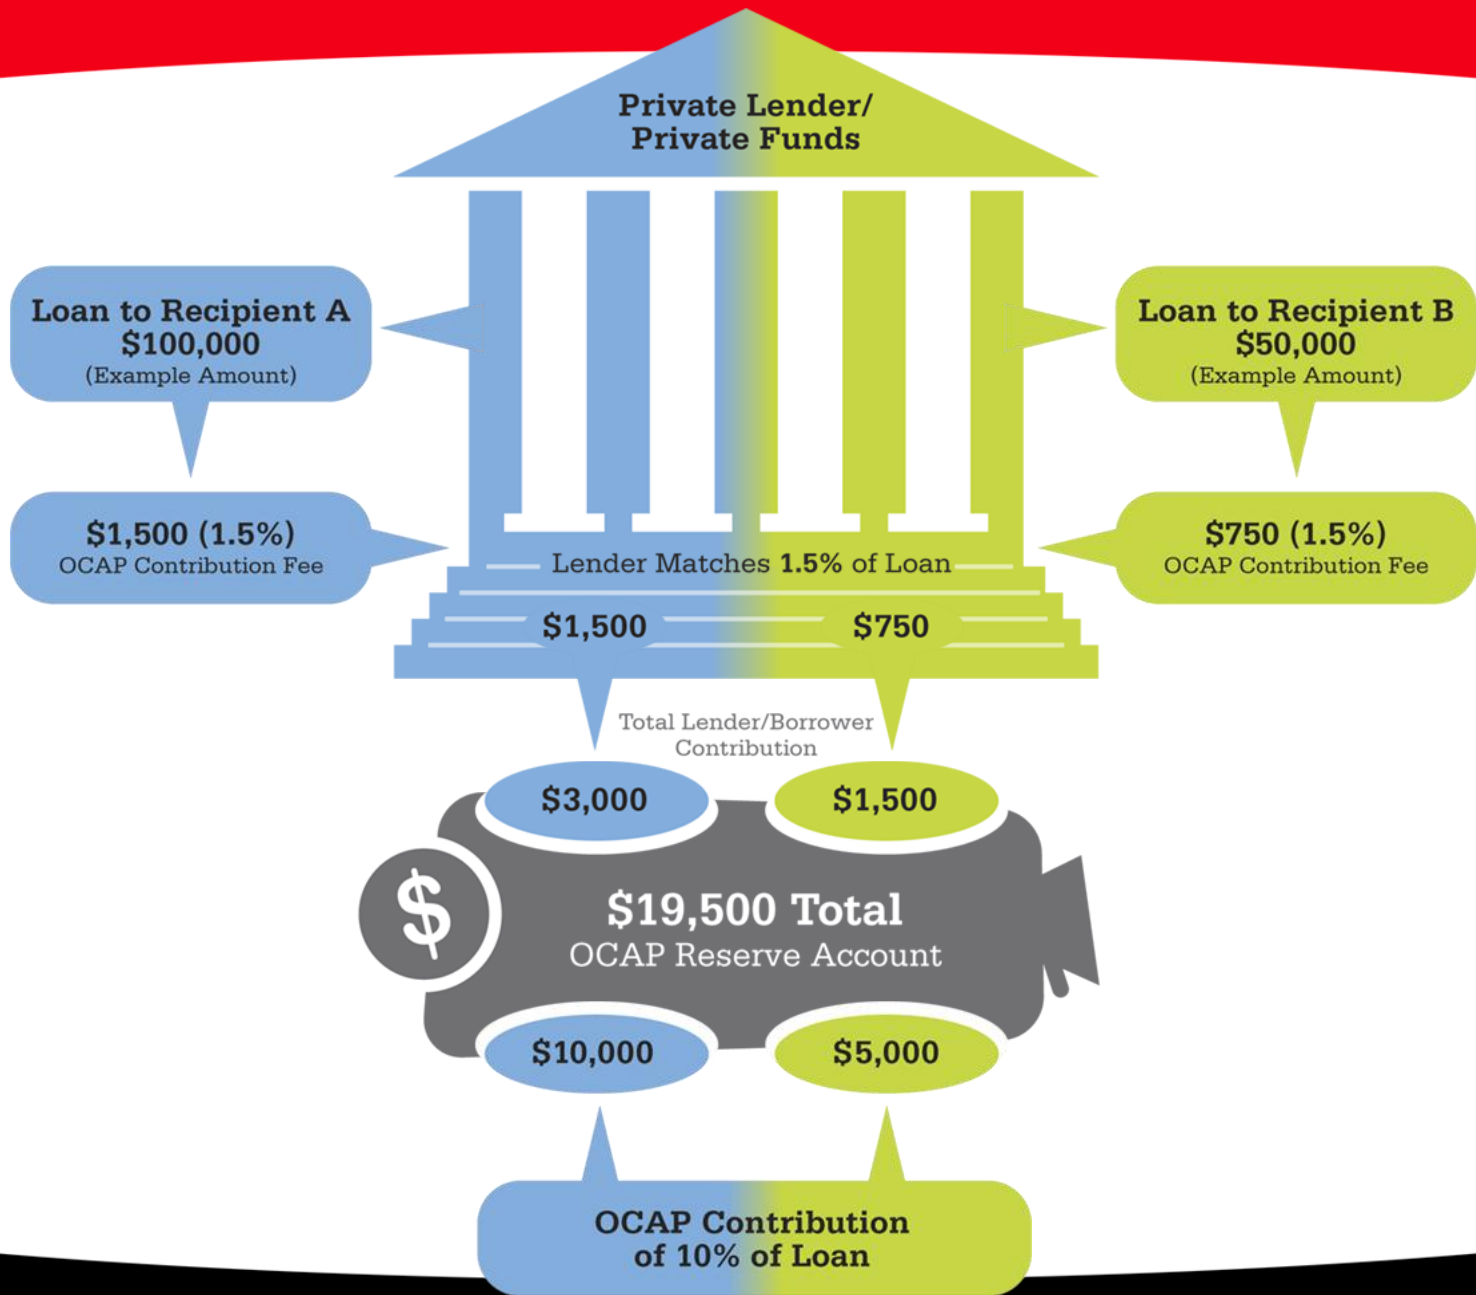 Private Lender/
Private Funds
Loan to Recipient A
$100,000
(Example Amount)
Loan to Recipient B
$50,000
(Example Amount)
$1,500 (1.5%)
OCAP Contribution Fee
$750 (1.5%)
OCAP Contribution Fee
Lender Matches 1.5% of Loan
$1,500
$750
Total Lender/Borrower
Contribution
$3,000
$1,500
$
$19,500 Total
OCAP Reserve Account
$10,000
$5,000
OCAP Contribution
of 10% of Loan